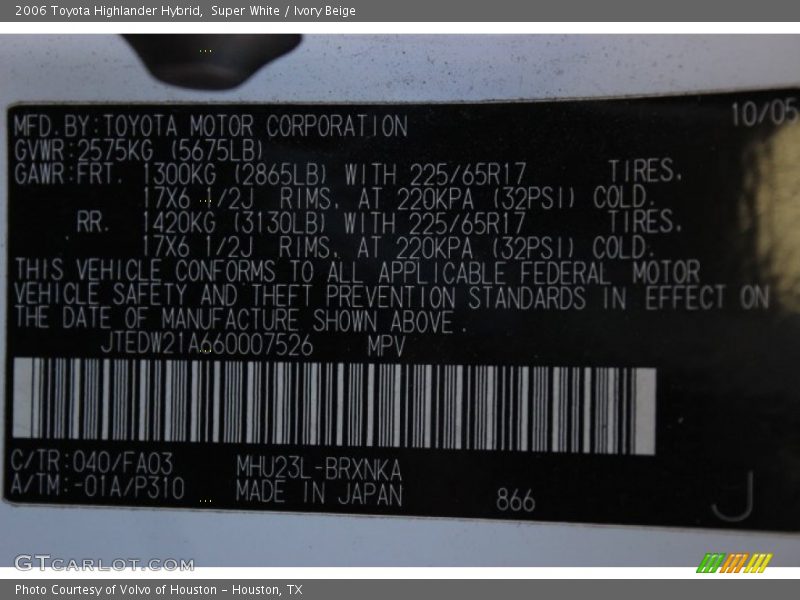 2006 Toyota Highlander Hybrid,  Super White / Ivory Beige
10/05
MFD.BY:TOYOTA MOTOR CORPORATION
GVWR:2575KG (5675LB)
GAWR:FRT. 1300KG (2865LB) WITH 225/65R17 TIRES,
17X6 1/2J RIMS, AT 220KPA (32PSI) COLD.
RR. 1420KG (3130LB) WITH 225/65R17 TIRES,
17X6 1/2J RIMS, AT 220KPA (32PSI) COLD.
THIS VEHICLE CONFORMS TO ALL APPLICABLE FEDERAL MOTOR
VEHICLE SAFETY AND THEFT PREVENTION STANDARDS IN EFFECT ON
THE DATE OF MANUFACTURE SHOWN ABOVE.
JTEDW21A660007526 MPV
C/TR:040/FA03 MHU23L-BRXNKA
A/TM:-01A/P310 MADE IN JAPAN 866 J
GTCARLOT.COM
Photo Courtesy of Volvo of Houston - Houston, TX